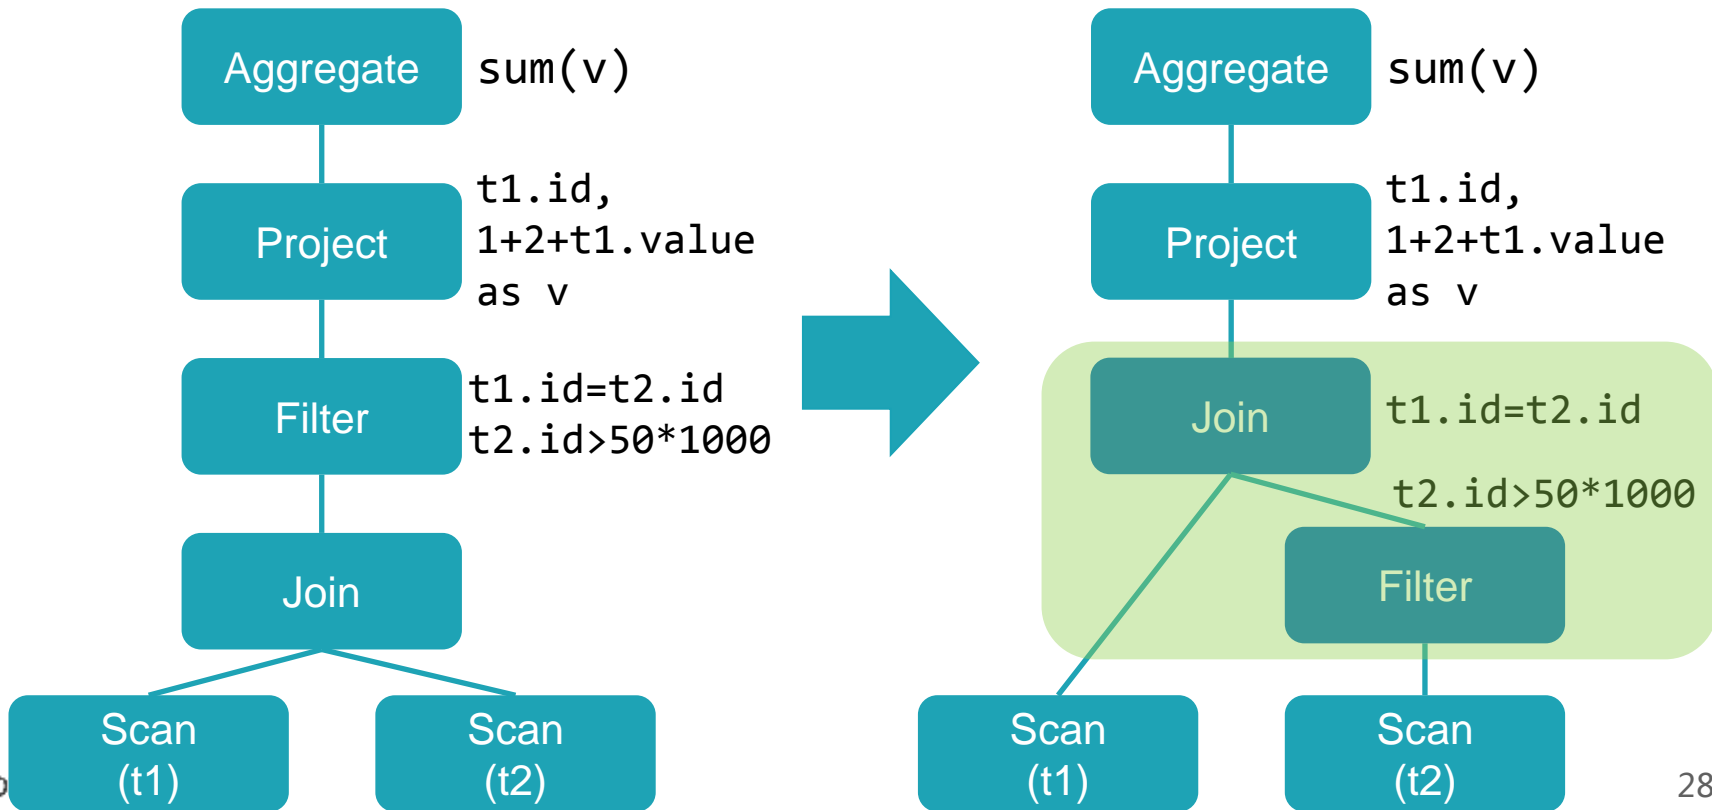 Aggregate
sum(v)
Project
t1.id,
1+2+t1.value
as v
Filter
t1.id=t2.id
t2.id>50*1000
Join
Scan
(t1)
Scan
(t2)
Aggregate
sum(v)
Project
t1.id,
1+2+t1.value
as v
Join
t1.id=t2.id
t2.id>50*1000
Filter
Scan
(t1)
Scan
(t2)
28